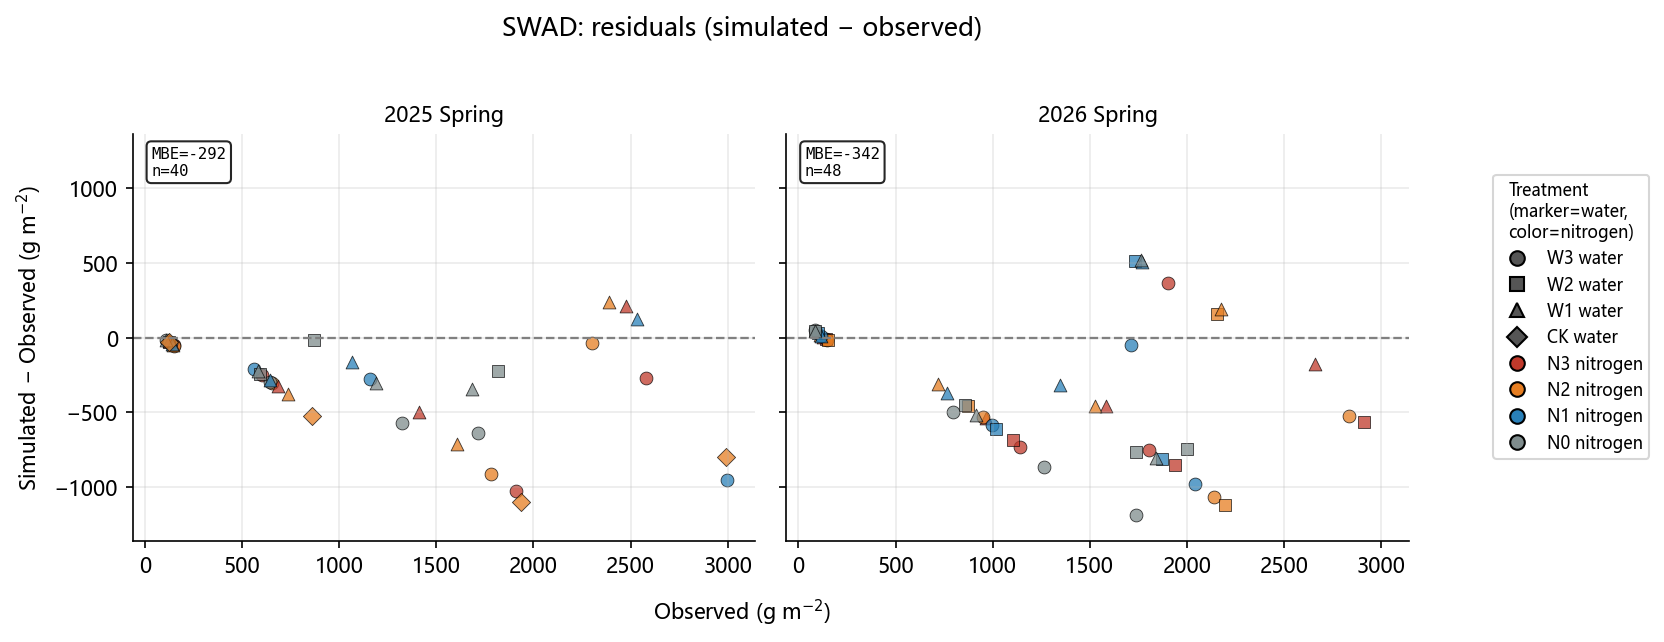 SWAD: residuals (simulated − observed)
2025 Spring
2026 Spring
MBE=-292
n=40
MBE=-342
n=48
Simulated − Observed (g m⁻²)
1000
500
0
−500
−1000
0 500 1000 1500 2000 2500 3000
0 500 1000 1500 2000 2500 3000
Observed (g m⁻²)
Treatment
(marker=water,
color=nitrogen)
W3 water
W2 water
W1 water
CK water
N3 nitrogen
N2 nitrogen
N1 nitrogen
N0 nitrogen